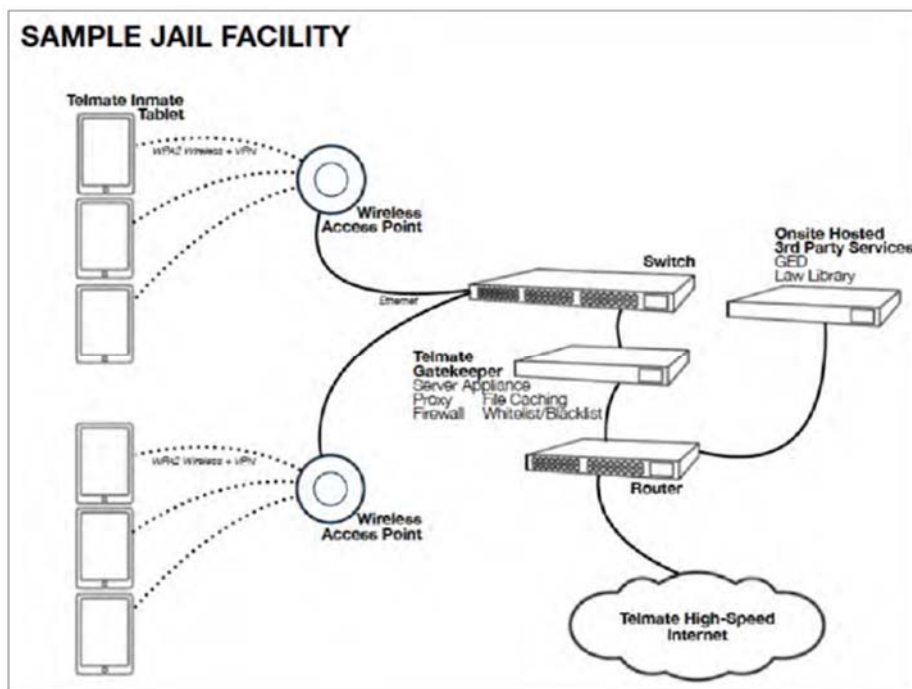 SAMPLE JAIL FACILITY
Telmate Inmate
Tablet
WPA2 Wireless + VPN
Wireless
Access Point
Ethernet
Switch
Onsite Hosted
3rd Party Services
GED
Law Library
Telmate
Gatekeeper
Server Appliance
Proxy File Caching
Firewall Whitelist/Blacklist
Router
WPA2 Wireless + VPN
Wireless
Access Point
Telmate High-Speed
Internet